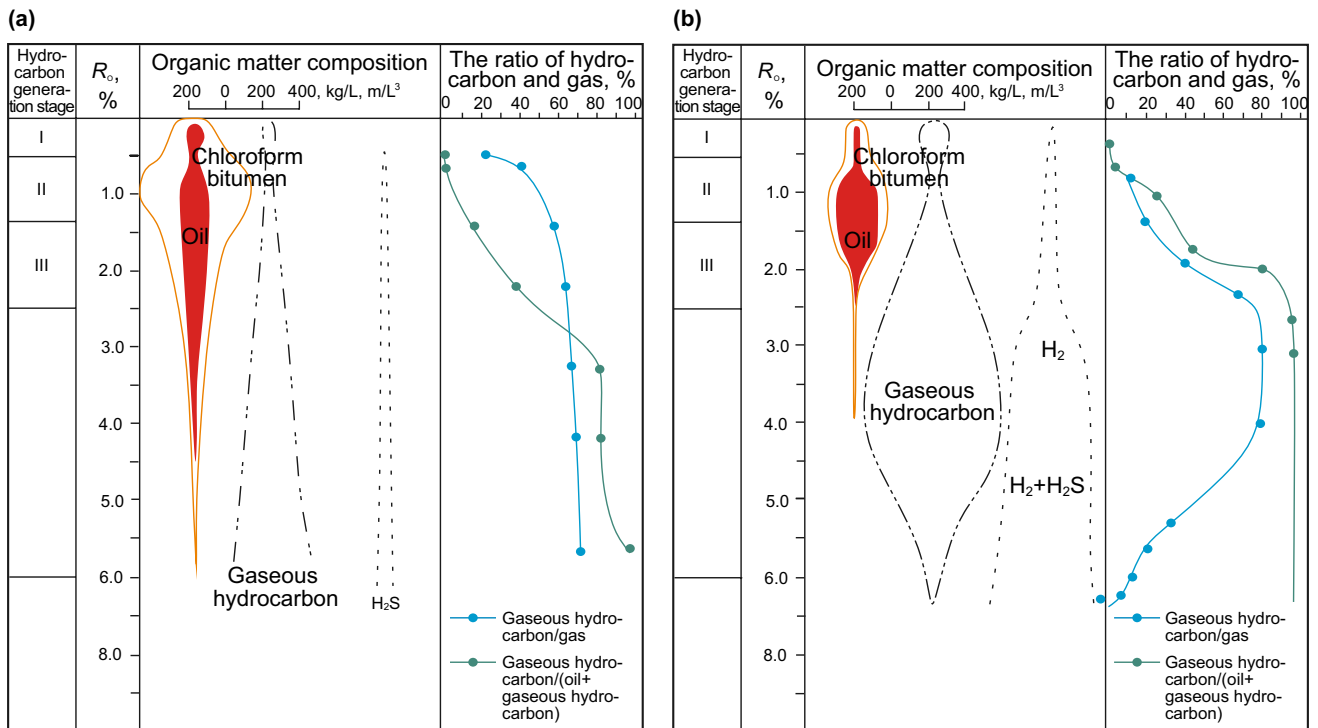 (a)
Hydro-
carbon
genera-
tion stage
Rₒ,
%
Organic matter composition
200 0 200 400, kg/L, m/L³
The ratio of hydro-
carbon and gas, %
0 20 40 60 80 100
I
II
III
1.0
2.0
3.0
4.0
5.0
6.0
8.0
Chloroform
bitumen
Oil
Gaseous
hydrocarbon
H₂S
Gaseous hydro-
carbon/gas
Gaseous hydro-
carbon/(oil+
gaseous hydro-
carbon)
(b)
Hydro-
carbon
genera-
tion stage
Rₒ,
%
Organic matter composition
200 0 200 400, kg/L, m/L³
The ratio of hydro-
carbon and gas, %
0 20 40 60 80 100
I
II
III
1.0
2.0
3.0
4.0
5.0
6.0
8.0
Chloroform
bitumen
Oil
H₂
Gaseous
hydrocarbon
H₂+H₂S
Gaseous hydro-
carbon/gas
Gaseous hydro-
carbon/(oil+
gaseous hydro-
carbon)